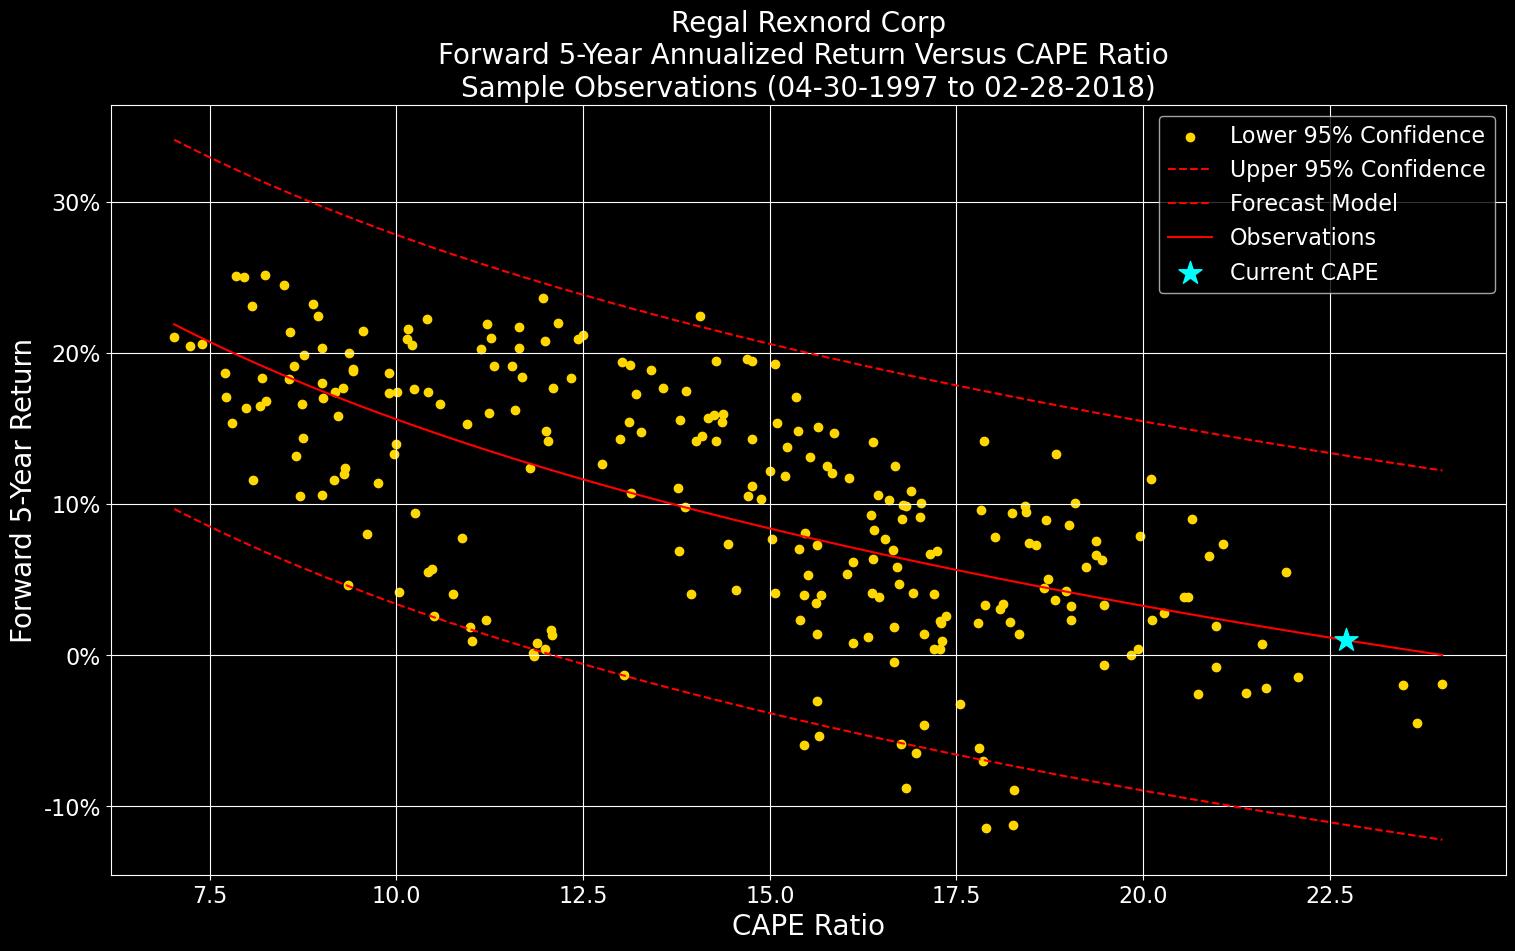 Regal Rexnord Corp
Forward 5-Year Annualized Return Versus CAPE Ratio
Sample Observations (04-30-1997 to 02-28-2018)
Lower 95% Confidence
Upper 95% Confidence
Forecast Model
Observations
Current CAPE
Forward 5-Year Return
30%
20%
10%
0%
-10%
7.5 10.0 12.5 15.0 17.5 20.0 22.5
CAPE Ratio